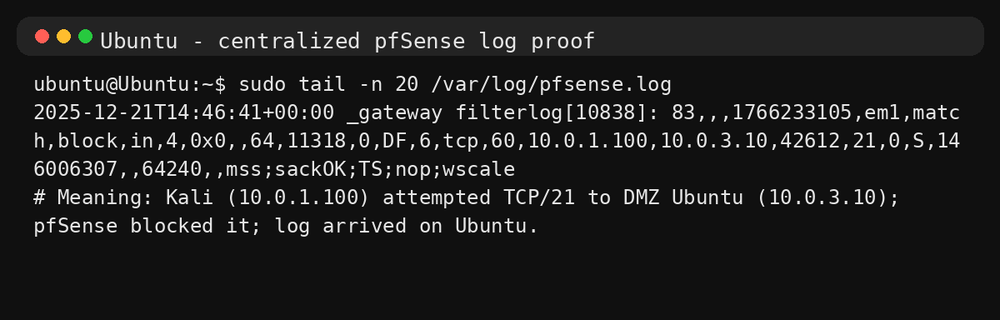 Ubuntu - centralized pfSense log proof
ubuntu@Ubuntu:~$ sudo tail -n 20 /var/log/pfsense.log
2025-12-21T14:46:41+00:00 _gateway filterlog[10838]: 83,,,1766233105,em1,matc
h,block,in,4,0x0,,64,11318,0,DF,6,tcp,60,10.0.1.100,10.0.3.10,42612,21,0,S,14
6006307,,64240,,mss;sackOK;TS;nop;wscale
# Meaning: Kali (10.0.1.100) attempted TCP/21 to DMZ Ubuntu (10.0.3.10);
pfSense blocked it; log arrived on Ubuntu.